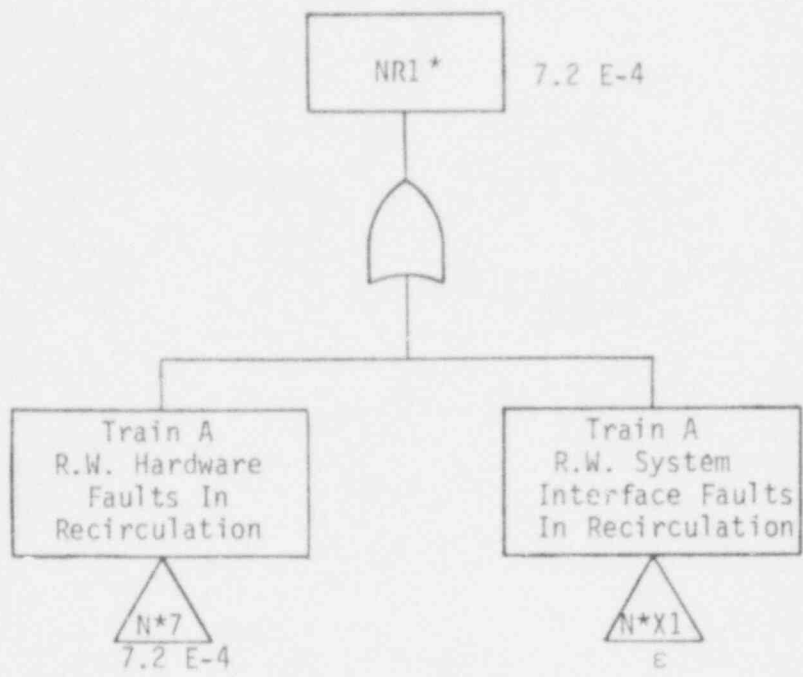 NR1 *
7.2 E-4
Train A
R.W. Hardware
Faults In
Recirculation
Train A
R.W. System
Interface Faults
In Recirculation
N*7
7.2 E-4
N*X1
ε